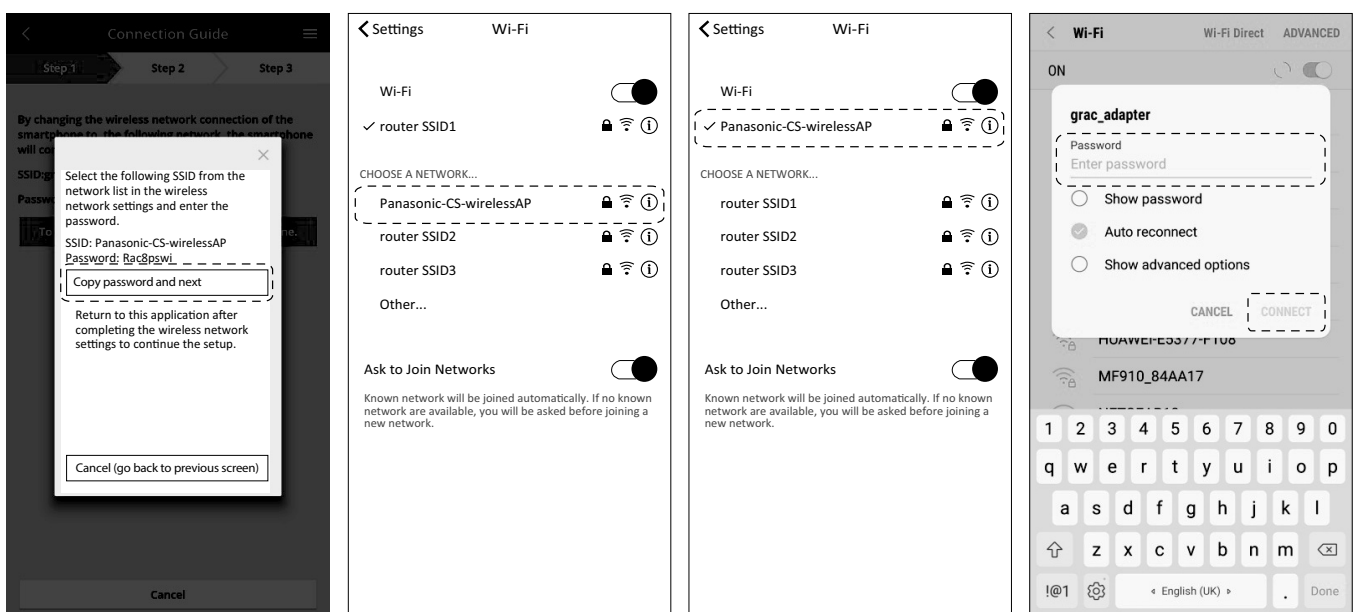 Connection Guide
Step 1
Step 2
Step 3
By changing the wireless network connection of the
smartphone to the following network, the smartphone
will co
SSID:gr
Passw
To
ne.
Select the following SSID from the
network list in the wireless
network settings and enter the
password.
SSID: Panasonic-CS-wirelessAP
Password: Rac8pswi
Copy password and next
Return to this application after
completing the wireless network
settings to continue the setup.
Cancel (go back to previous screen)
Cancel
Settings
Wi-Fi
Wi-Fi
router SSID1
CHOOSE A NETWORK...
Panasonic-CS-wirelessAP
router SSID2
router SSID3
Other...
Ask to Join Networks
Known network will be joined automatically. If no known
network are available, you will be asked before joining a
new network.
Settings
Wi-Fi
Wi-Fi
Panasonic-CS-wirelessAP
CHOOSE A NETWORK...
router SSID1
router SSID2
router SSID3
Other...
Ask to Join Networks
Known network will be joined automatically. If no known
network are available, you will be asked before joining a
new network.
Wi-Fi
Wi-Fi Direct
ADVANCED
ON
grac_adapter
Password
Enter password
Show password
Auto reconnect
Show advanced options
CANCEL
CONNECT
HUAWEI-E5377-F108
MF910_84AA17
1 2 3 4 5 6 7 8 9 0
q w e r t y u i o p
a s d f g h j k l
z x c v b n m
!@1
English (UK)
.
Done